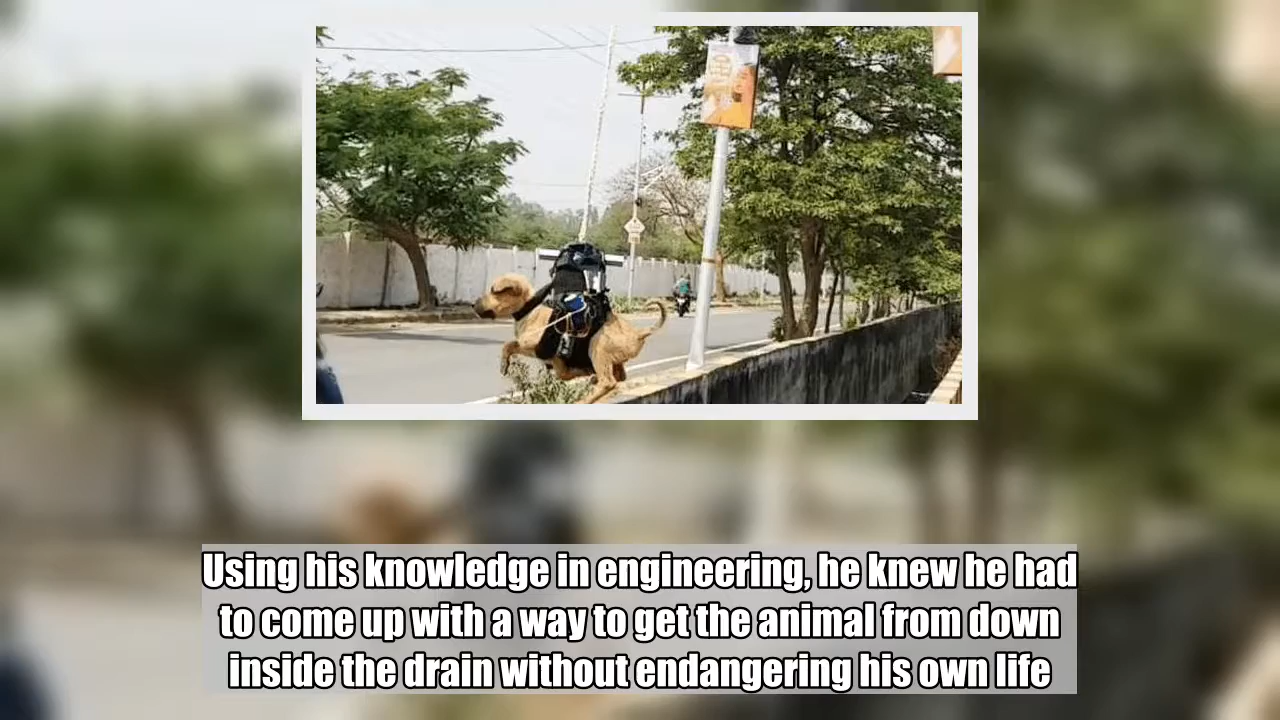 Using his knowledge in engineering, he knew he had
to come up with a way to get the animal from down
inside the drain without endangering his own life